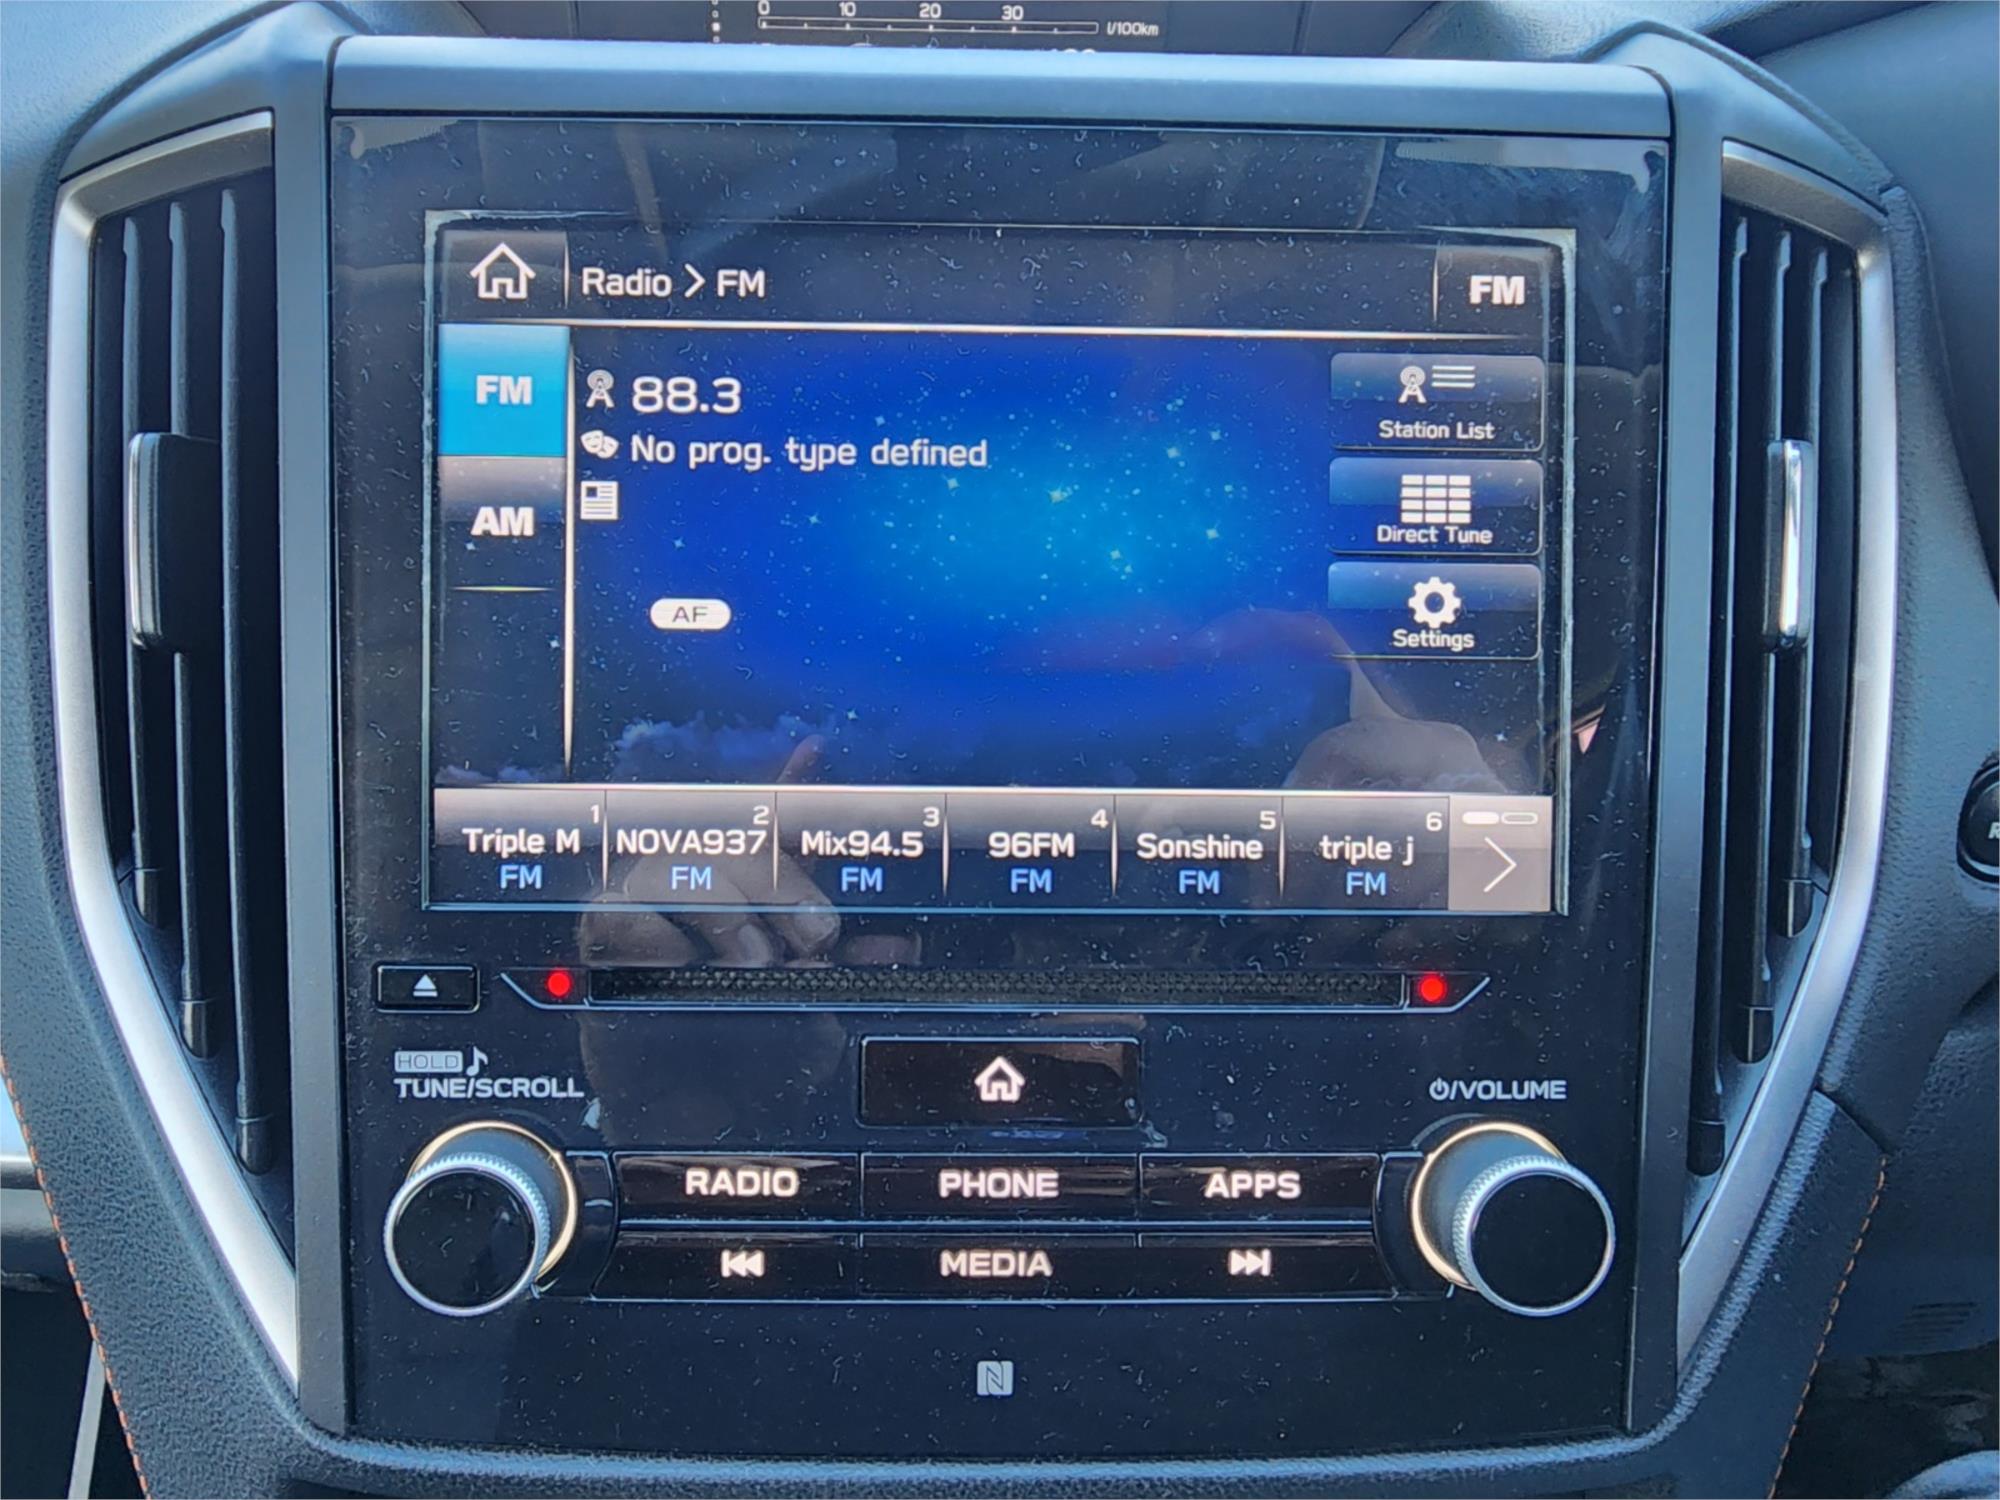 0 10 20 30
l/100km
Radio > FM
FM
FM
88.3
No prog. type defined
AM
AF
Station List
Direct Tune
Settings
1 2 3 4 5 6
Triple M NOVA937 Mix94.5 96FM Sonshine triple j
FM FM FM FM FM FM
HOLD
TUNE/SCROLL
/VOLUME
RADIO PHONE APPS
MEDIA
N